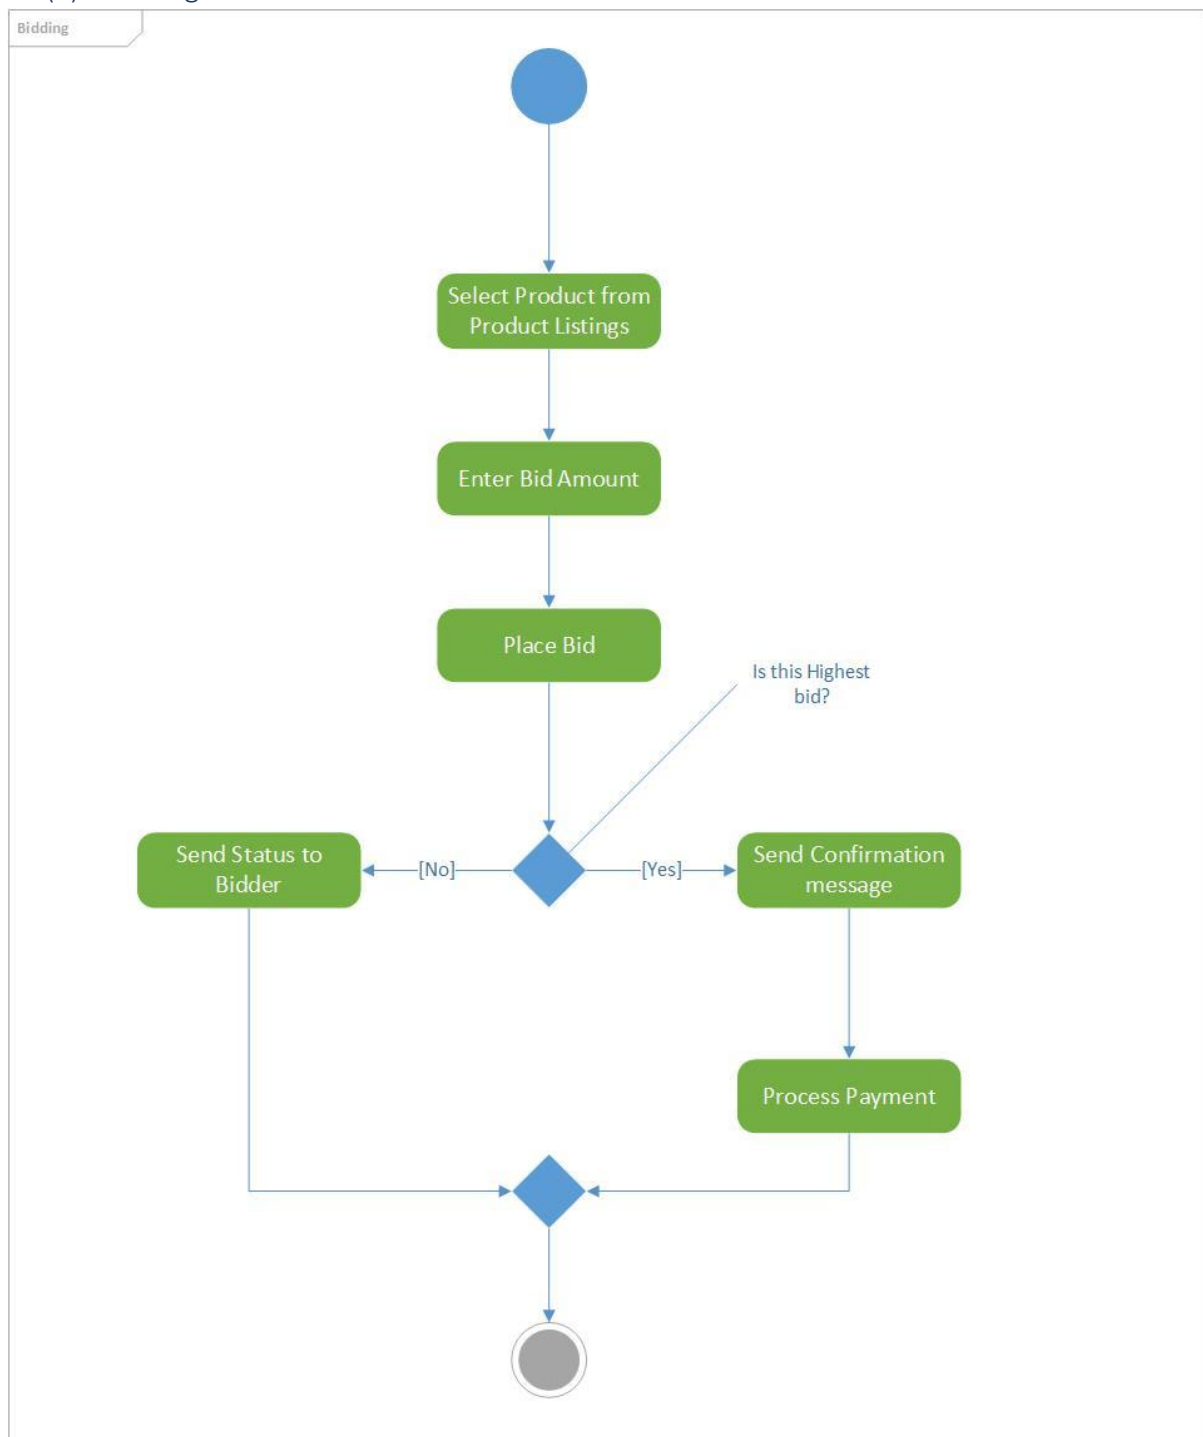 Bidding
Select Product from
Product Listings
Enter Bid Amount
Place Bid
Is this Highest
bid?
Send Status to
Bidder
[No]
[Yes]
Send Confirmation
message
Process Payment